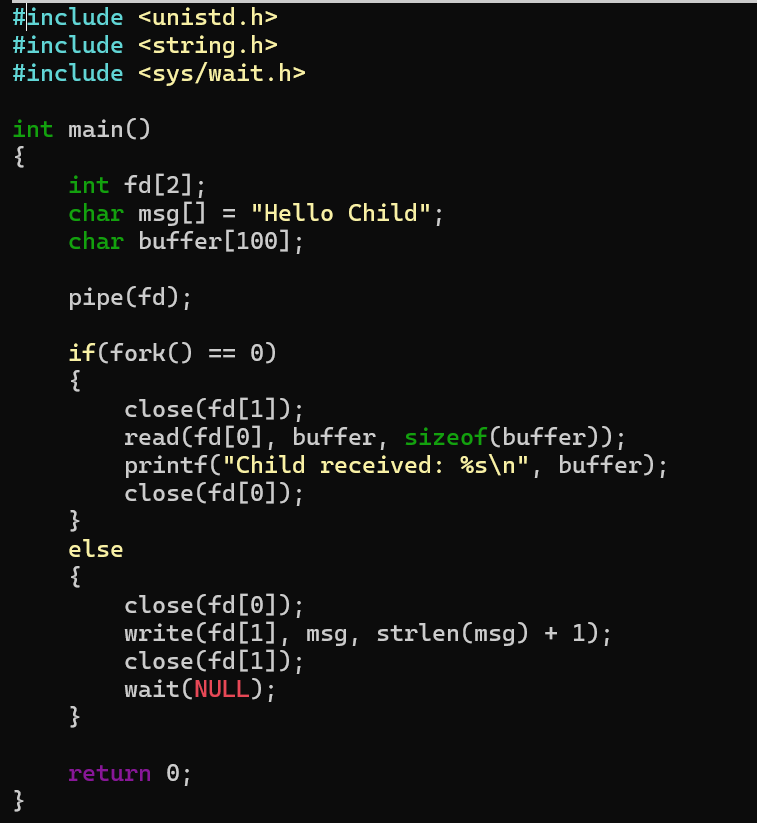 #include <unistd.h>
#include <string.h>
#include <sys/wait.h>

int main()
{
    int fd[2];
    char msg[] = "Hello Child";
    char buffer[100];

    pipe(fd);

    if(fork() == 0)
    {
        close(fd[1]);
        read(fd[0], buffer, sizeof(buffer));
        printf("Child received: %s\n", buffer);
        close(fd[0]);
    }
    else
    {
        close(fd[0]);
        write(fd[1], msg, strlen(msg) + 1);
        close(fd[1]);
        wait(NULL);
    }

    return 0;
}